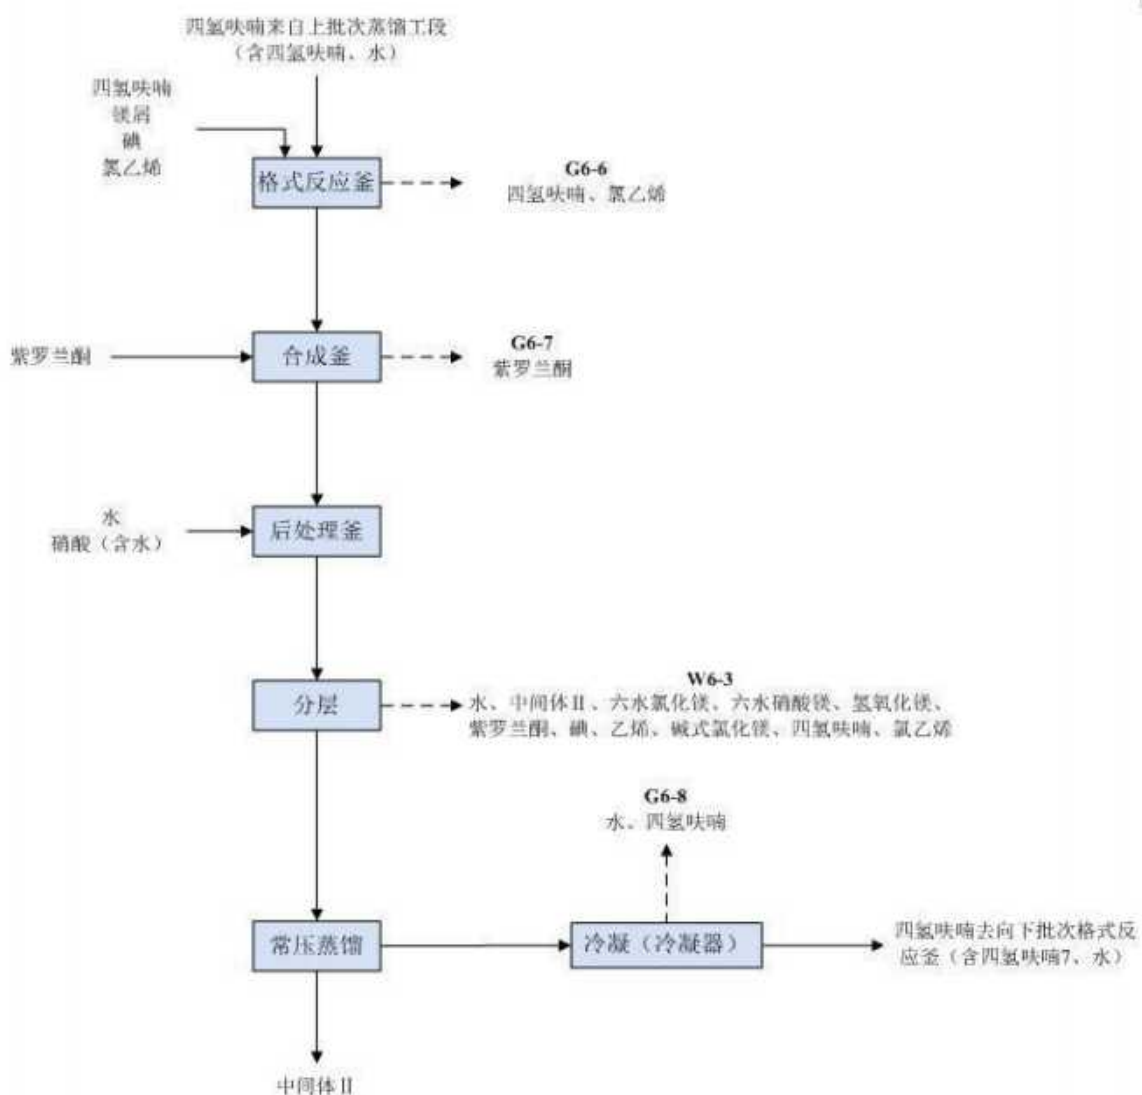 四氢呋喃来自上批次蒸馏工段
（含四氢呋喃、水）
四氢呋喃
镁屑
碘
氯乙烯
格式反应釜
G6-6
四氢呋喃、氯乙烯
紫罗兰酮
合成釜
G6-7
紫罗兰酮
水
硝酸（含水）
后处理釜
分层
W6-3
水、中间体Ⅱ、六水氯化镁、六水硝酸镁、氢氧化镁、
紫罗兰酮、碘、乙烯、碱式氯化镁、四氢呋喃、氯乙烯
G6-8
水、四氢呋喃
常压蒸馏
冷凝（冷凝器）
四氢呋喃去向下批次格式反
应釜（含四氢呋喃7、水）
中间体Ⅱ